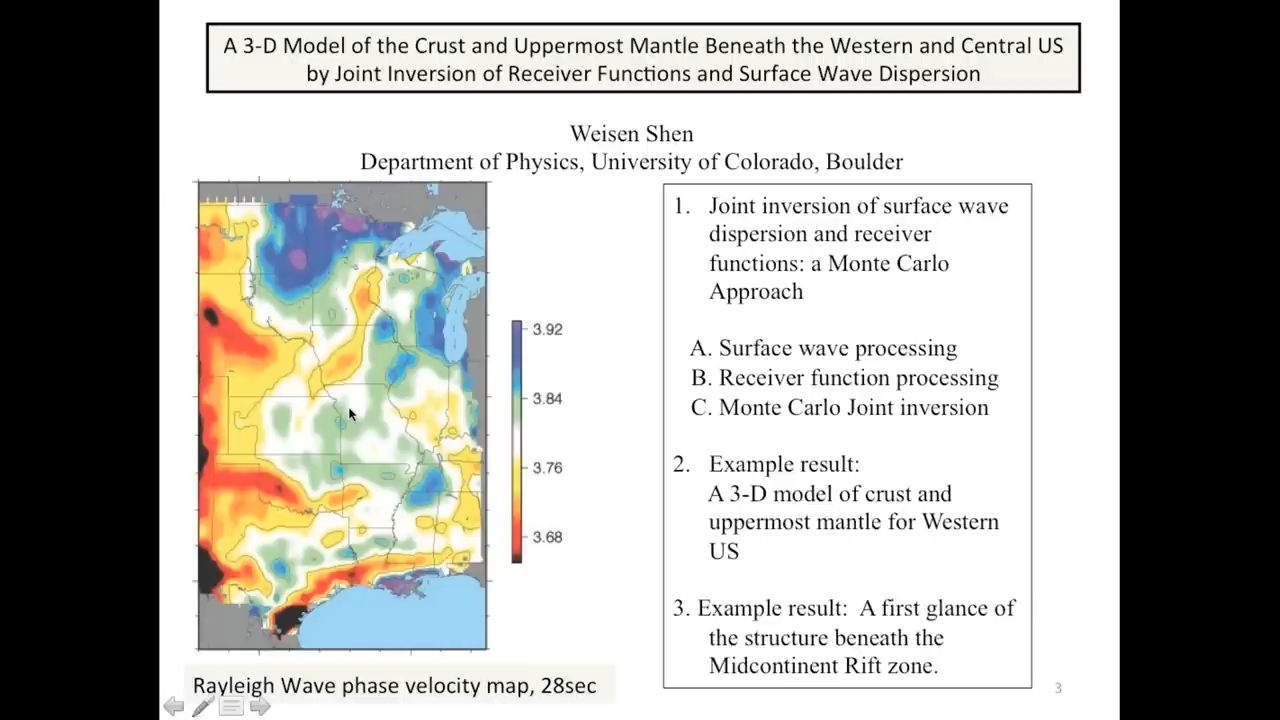 A 3-D Model of the Crust and Uppermost Mantle Beneath the Western and Central US
by Joint Inversion of Receiver Functions and Surface Wave Dispersion
Weisen Shen
Department of Physics, University of Colorado, Boulder
3.92
3.84
3.76
3.68
Rayleigh Wave phase velocity map, 28sec
1. Joint inversion of surface wave
dispersion and receiver
functions: a Monte Carlo
Approach
A. Surface wave processing
B. Receiver function processing
C. Monte Carlo Joint inversion
2. Example result:
A 3-D model of crust and
uppermost mantle for Western
US
3. Example result: A first glance of
the structure beneath the
Midcontinent Rift zone.
3